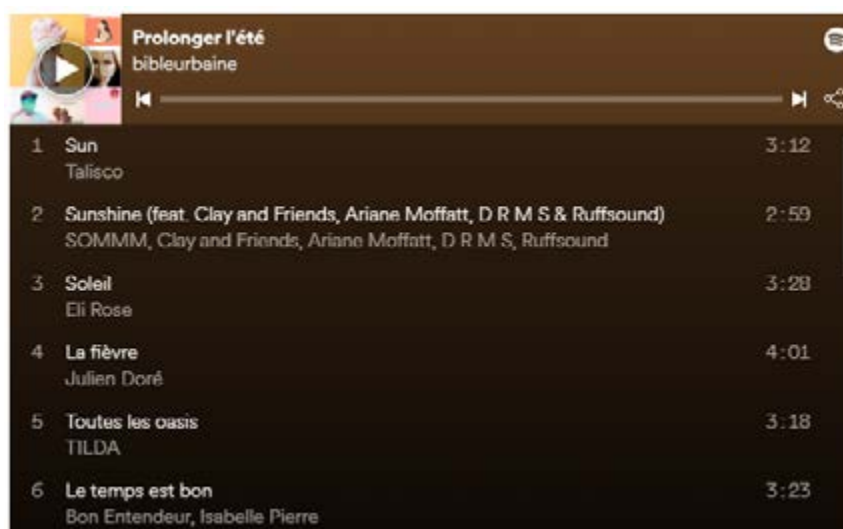 Prolonger l'été
bibleurbaine
1 Sun 3:12
Talisco
2 Sunshine (feat. Clay and Friends, Ariane Moffatt, D R M S & Ruffsound) 2:59
SOMMM, Clay and Friends, Ariane Moffatt, D R M S, Ruffsound
3 Soleil 3:28
Eli Rose
4 La fièvre 4:01
Julien Doré
5 Toutes les oasis 3:18
TILDA
6 Le temps est bon 3:23
Bon Entendeur, Isabelle Pierre